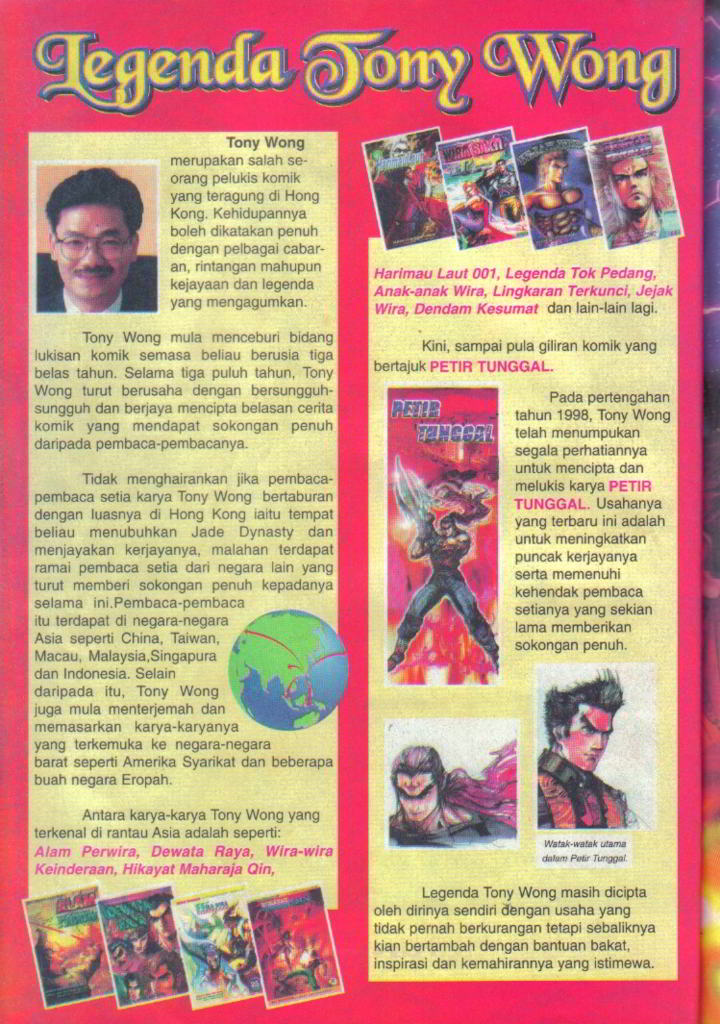 Legenda Tony Wong
Tony Wong
merupakan salah se-
orang pelukis komik
yang teragung di Hong
Kong. Kehidupannya
boleh dikatakan penuh
dengan pelbagai cabar-
an, rintangan mahupun
kejayaan dan legenda
yang mengagumkan.
Tony Wong mula menceburi bidang
lukisan komik semasa beliau berusia tiga
belas tahun. Selama tiga puluh tahun, Tony
Wong turut berusaha dengan bersungguh-
sungguh dan berjaya mencipta belasan cerita
komik yang mendapat sokongan penuh
daripada pembaca-pembacanya.
Tidak menghairankan jika pembaca-
pembaca setia karya Tony Wong bertaburan
dengan luasnya di Hong Kong iaitu tempat
beliau menubuhkan Jade Dynasty dan
menjayakan kerjayanya, malahan terdapat
ramai pembaca setia dari negara lain yang
turut memberi sokongan penuh kepadanya
selama ini.Pembaca-pembaca
itu terdapat di negara-negara
Asia seperti China, Taiwan,
Macau, Malaysia,Singapura
dan Indonesia. Selain
daripada itu, Tony Wong
juga mula menterjemah dan
memasarkan karya-karyanya
yang terkemuka ke negara-negara
barat seperti Amerika Syarikat dan beberapa
buah negara Eropah.
Antara karya-karya Tony Wong yang
terkenal di rantau Asia adalah seperti:
Alam Perwira, Dewata Raya, Wira-wira
Keinderaan, Hikayat Maharaja Qin,
Harimau Laut 001, Legenda Tok Pedang,
Anak-anak Wira, Lingkaran Terkunci, Jejak
Wira, Dendam Kesumat dan lain-lain lagi.
Kini, sampai pula giliran komik yang
bertajuk PETIR TUNGGAL.
PETIR
TUNGGAL
Pada pertengahan
tahun 1998, Tony Wong
telah menumpukan
segala perhatiannya
untuk mencipta dan
melukis karya PETIR
TUNGGAL. Usahanya
yang terbaru ini adalah
untuk meningkatkan
puncak kerjayanya
serta memenuhi
kehendak pembaca
setianya yang sekian
lama memberikan
sokongan penuh.
Watak-watak utama
dalam Petir Tunggal.
Legenda Tony Wong masih dicipta
oleh dirinya sendiri dengan usaha yang
tidak pernah berkurangan tetapi sebaliknya
kian bertambah dengan bantuan bakat,
inspirasi dan kemahirannya yang istimewa.